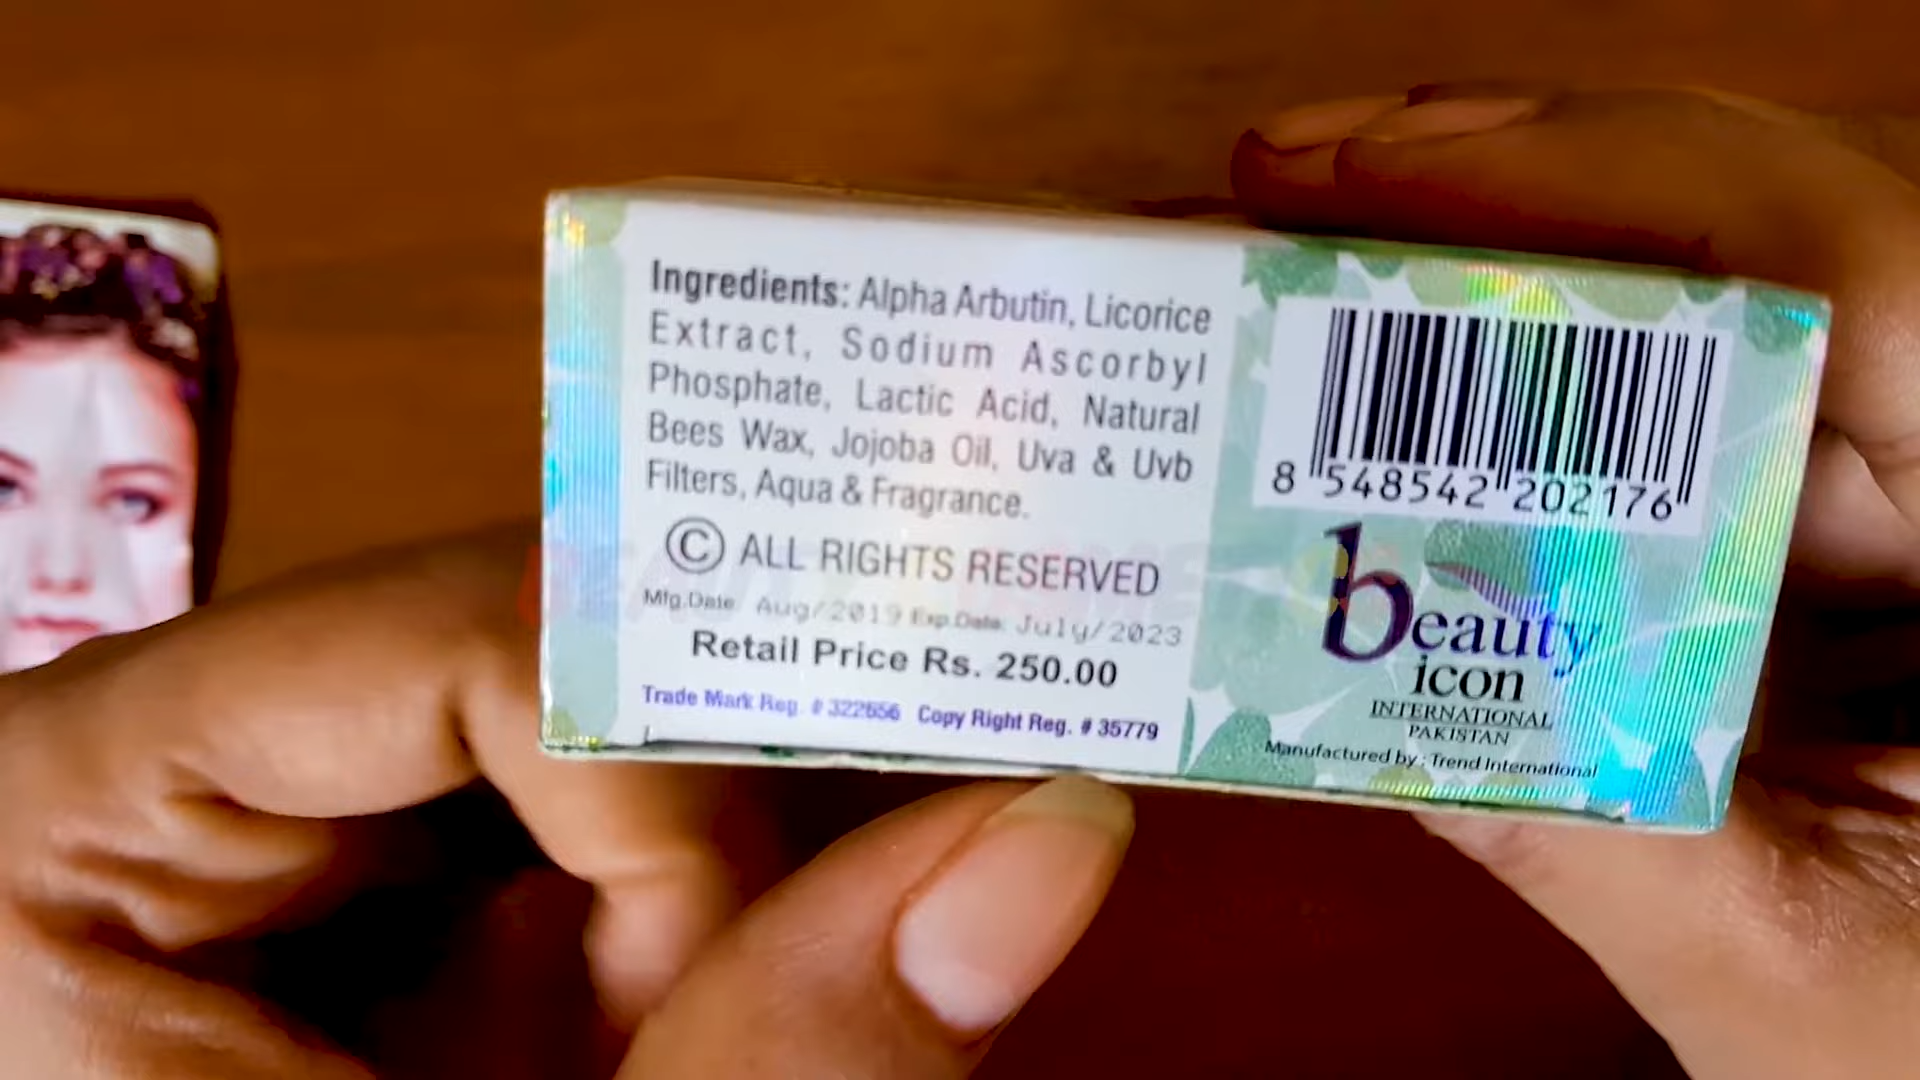 Ingredients: Alpha Arbutin, Licorice
Extract, Sodium Ascorbyl
Phosphate, Lactic Acid, Natural
Bees Wax, Jojoba Oil, Uva & Uvb
Filters, Aqua & Fragrance.
© ALL RIGHTS RESERVED
Mfg.Date: Aug/2019 Exp.Date: July/2023
Retail Price Rs. 250.00
Trade Mark Reg. # 322656 Copy Right Reg. # 35779
8 548542 202176
beauty
icon
INTERNATIONAL
PAKISTAN
Manufactured by : Trend International